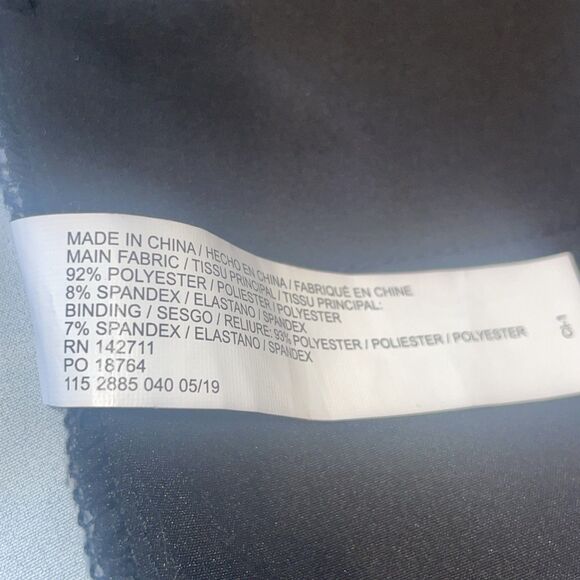 MADE IN CHINA / HECHO EN CHINA / FABRIQUÉ EN CHINE
MAIN FABRIC / TISSU PRINCIPAL / TISSU PRINCIPAL:
92% POLYESTER / POLIESTER / POLYESTER
8% SPANDEX / ELASTANO / SPANDEX
BINDING / SESGO / RELIURE: 93% POLYESTER / POLIESTER / POLYESTER
7% SPANDEX / ELASTANO / SPANDEX
RN 142711
PO 18764
115 2885 040 05/19